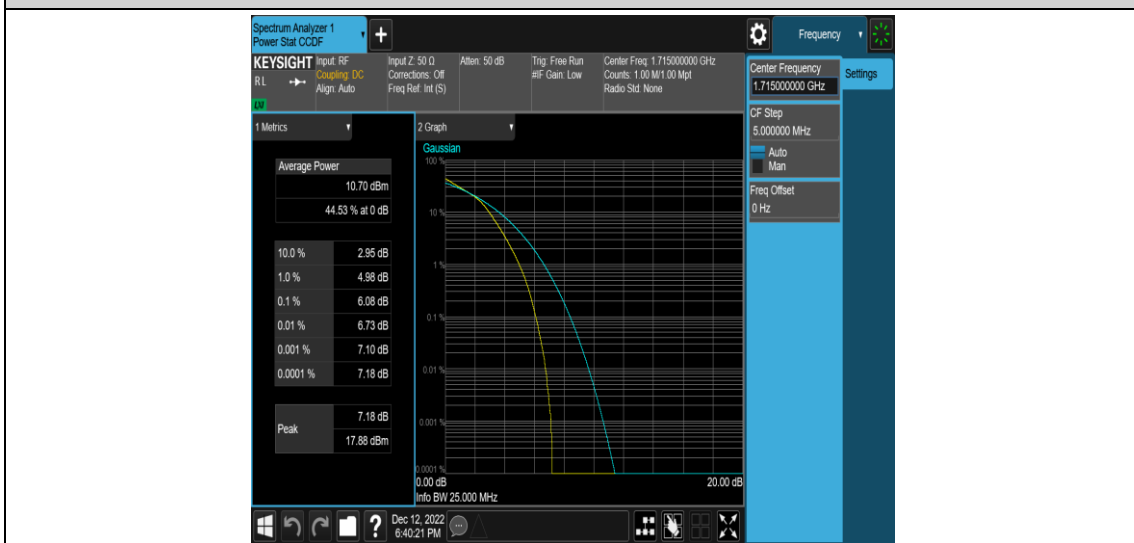 Spectrum Analyzer 1
Power Stat CCDF
+
Frequency
KEYSIGHT
RL
LXI
Input: RF
Coupling: DC
Align: Auto
Input Z: 50 Ω
Corrections: Off
Freq Ref: Int (S)
Atten: 50 dB
Trig: Free Run
#IF Gain: Low
Center Freq: 1.715000000 GHz
Counts: 1.00 M/1.00 Mpt
Radio Std: None
Center Frequency
1.715000000 GHz
Settings
CF Step
5.000000 MHz
Auto
Man
Freq Offset
0 Hz
1 Metrics
Average Power
10.70 dBm
44.53 % at 0 dB
10.0 % 2.95 dB
1.0 % 4.98 dB
0.1 % 6.08 dB
0.01 % 6.73 dB
0.001 % 7.10 dB
0.0001 % 7.18 dB
Peak
7.18 dB
17.88 dBm
2 Graph
Gaussian
100 %
10 %
1 %
0.1 %
0.01 %
0.001 %
0.0001 %
0.00 dB 20.00 dB
Info BW 25.000 MHz
?
Dec 12, 2022
6:40:21 PM